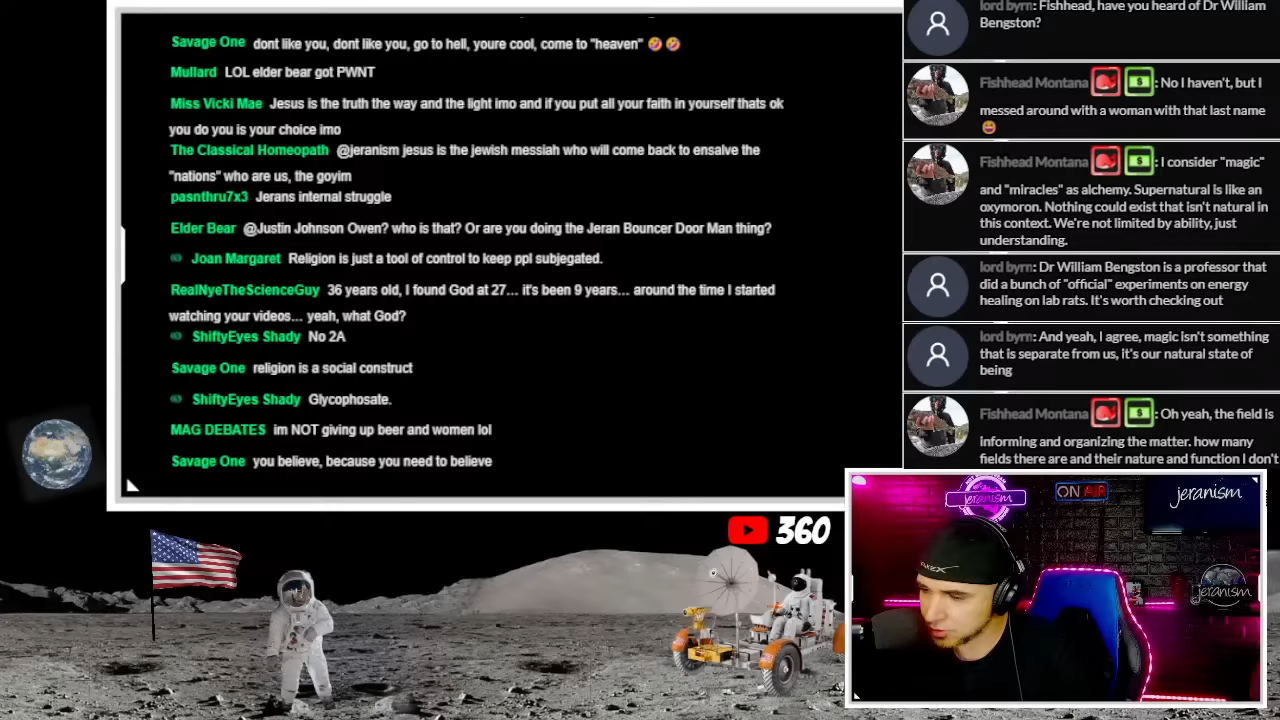 Savage One dont like you, dont like you, go to hell, youre cool, come to "heaven" 🤣 🤣
Mullard LOL elder bear got PWNT
Miss Vicki Mae Jesus is the truth the way and the light imo and if you put all your faith in yourself thats ok
you do you is your choice imo
The Classical Homeopath @jeranism jesus is the jewish messiah who will come back to ensalve the
"nations" who are us, the goyim
pasnthru7x3 Jerans internal struggle
Elder Bear @Justin Johnson Owen? who is that? Or are you doing the Jeran Bouncer Door Man thing?
Joan Margaret Religion is just a tool of control to keep ppl subjegated.
RealNyeTheScienceGuy 36 years old, I found God at 27... it's been 9 years... around the time I started
watching your videos... yeah, what God?
ShiftyEyes Shady No 2A
Savage One religion is a social construct
ShiftyEyes Shady Glycophosate.
MAG DEBATES im NOT giving up beer and women lol
Savage One you believe, because you need to believe
lord byrn: Fishhead, have you heard of Dr William
Bengston?
Fishhead Montana $ : No I haven't, but I
messed around with a woman with that last name
😄
Fishhead Montana $ : I consider "magic"
and "miracles" as alchemy. Supernatural is like an
oxymoron. Nothing could exist that isn't natural in
this context. We're not limited by ability, just
understanding.
lord byrn: Dr William Bengston is a professor that
did a bunch of "official" experiments on energy
healing on lab rats. It's worth checking out
lord byrn: And yeah, I agree, magic isn't something
that is separate from us, it's our natural state of
being
Fishhead Montana $ : Oh yeah, the field is
informing and organizing the matter. how many
fields there are and their nature and function I don't
360
jeranism
ON AIR
jeranism
jeranism